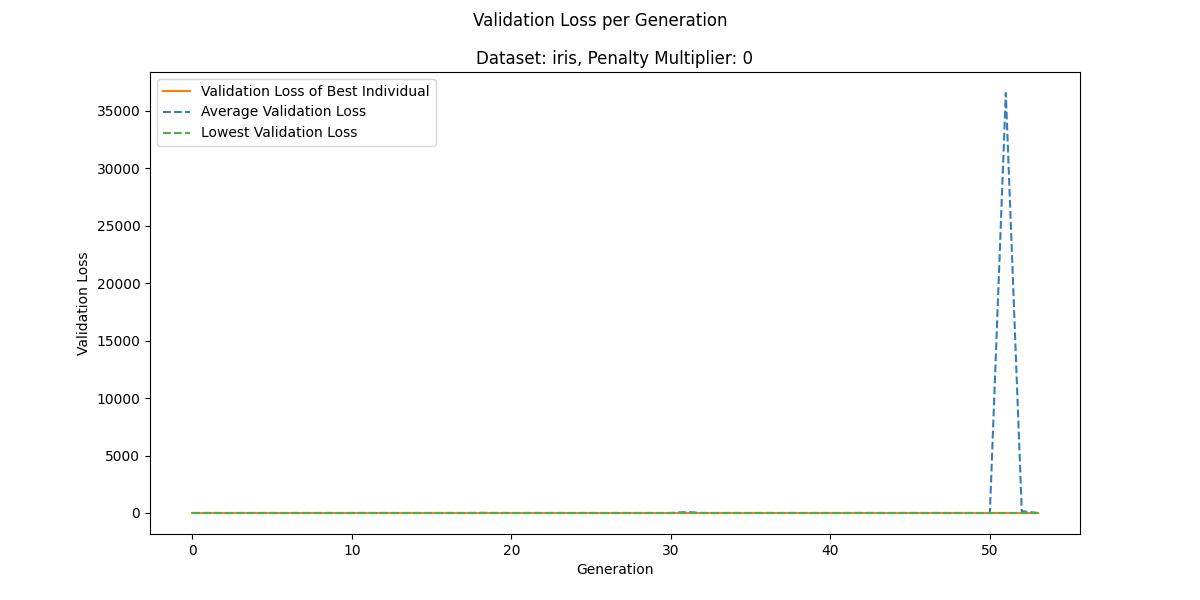 Validation Loss per Generation
Dataset: iris, Penalty Multiplier: 0
Validation Loss of Best Individual
Average Validation Loss
Lowest Validation Loss
35000
30000
25000
20000
15000
10000
5000
0
Validation Loss
0 10 20 30 40 50
Generation